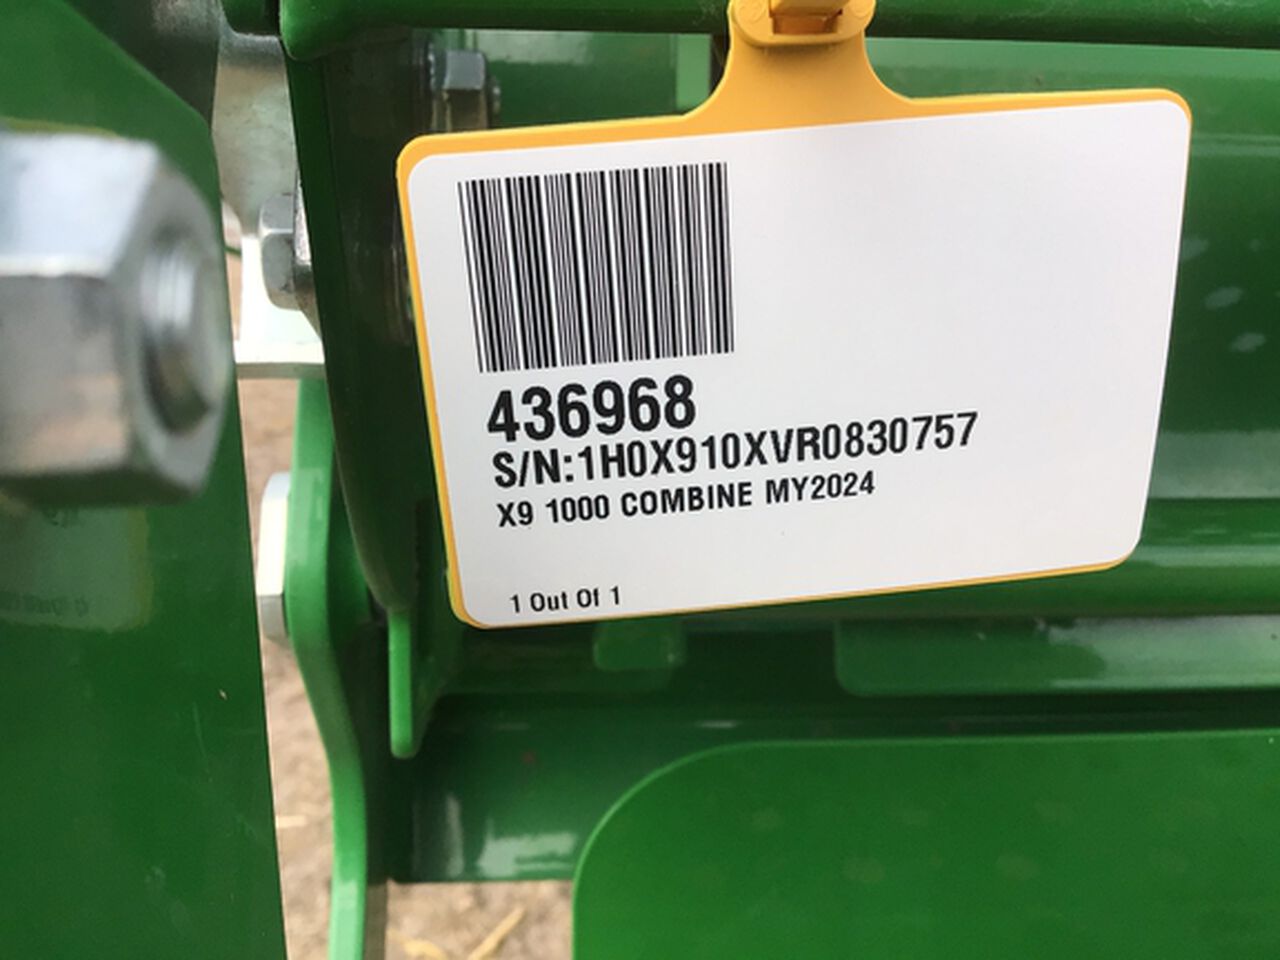 436968
S/N:1H0X910XVR0830757
X9 1000 COMBINE MY2024
1 Out Of 1